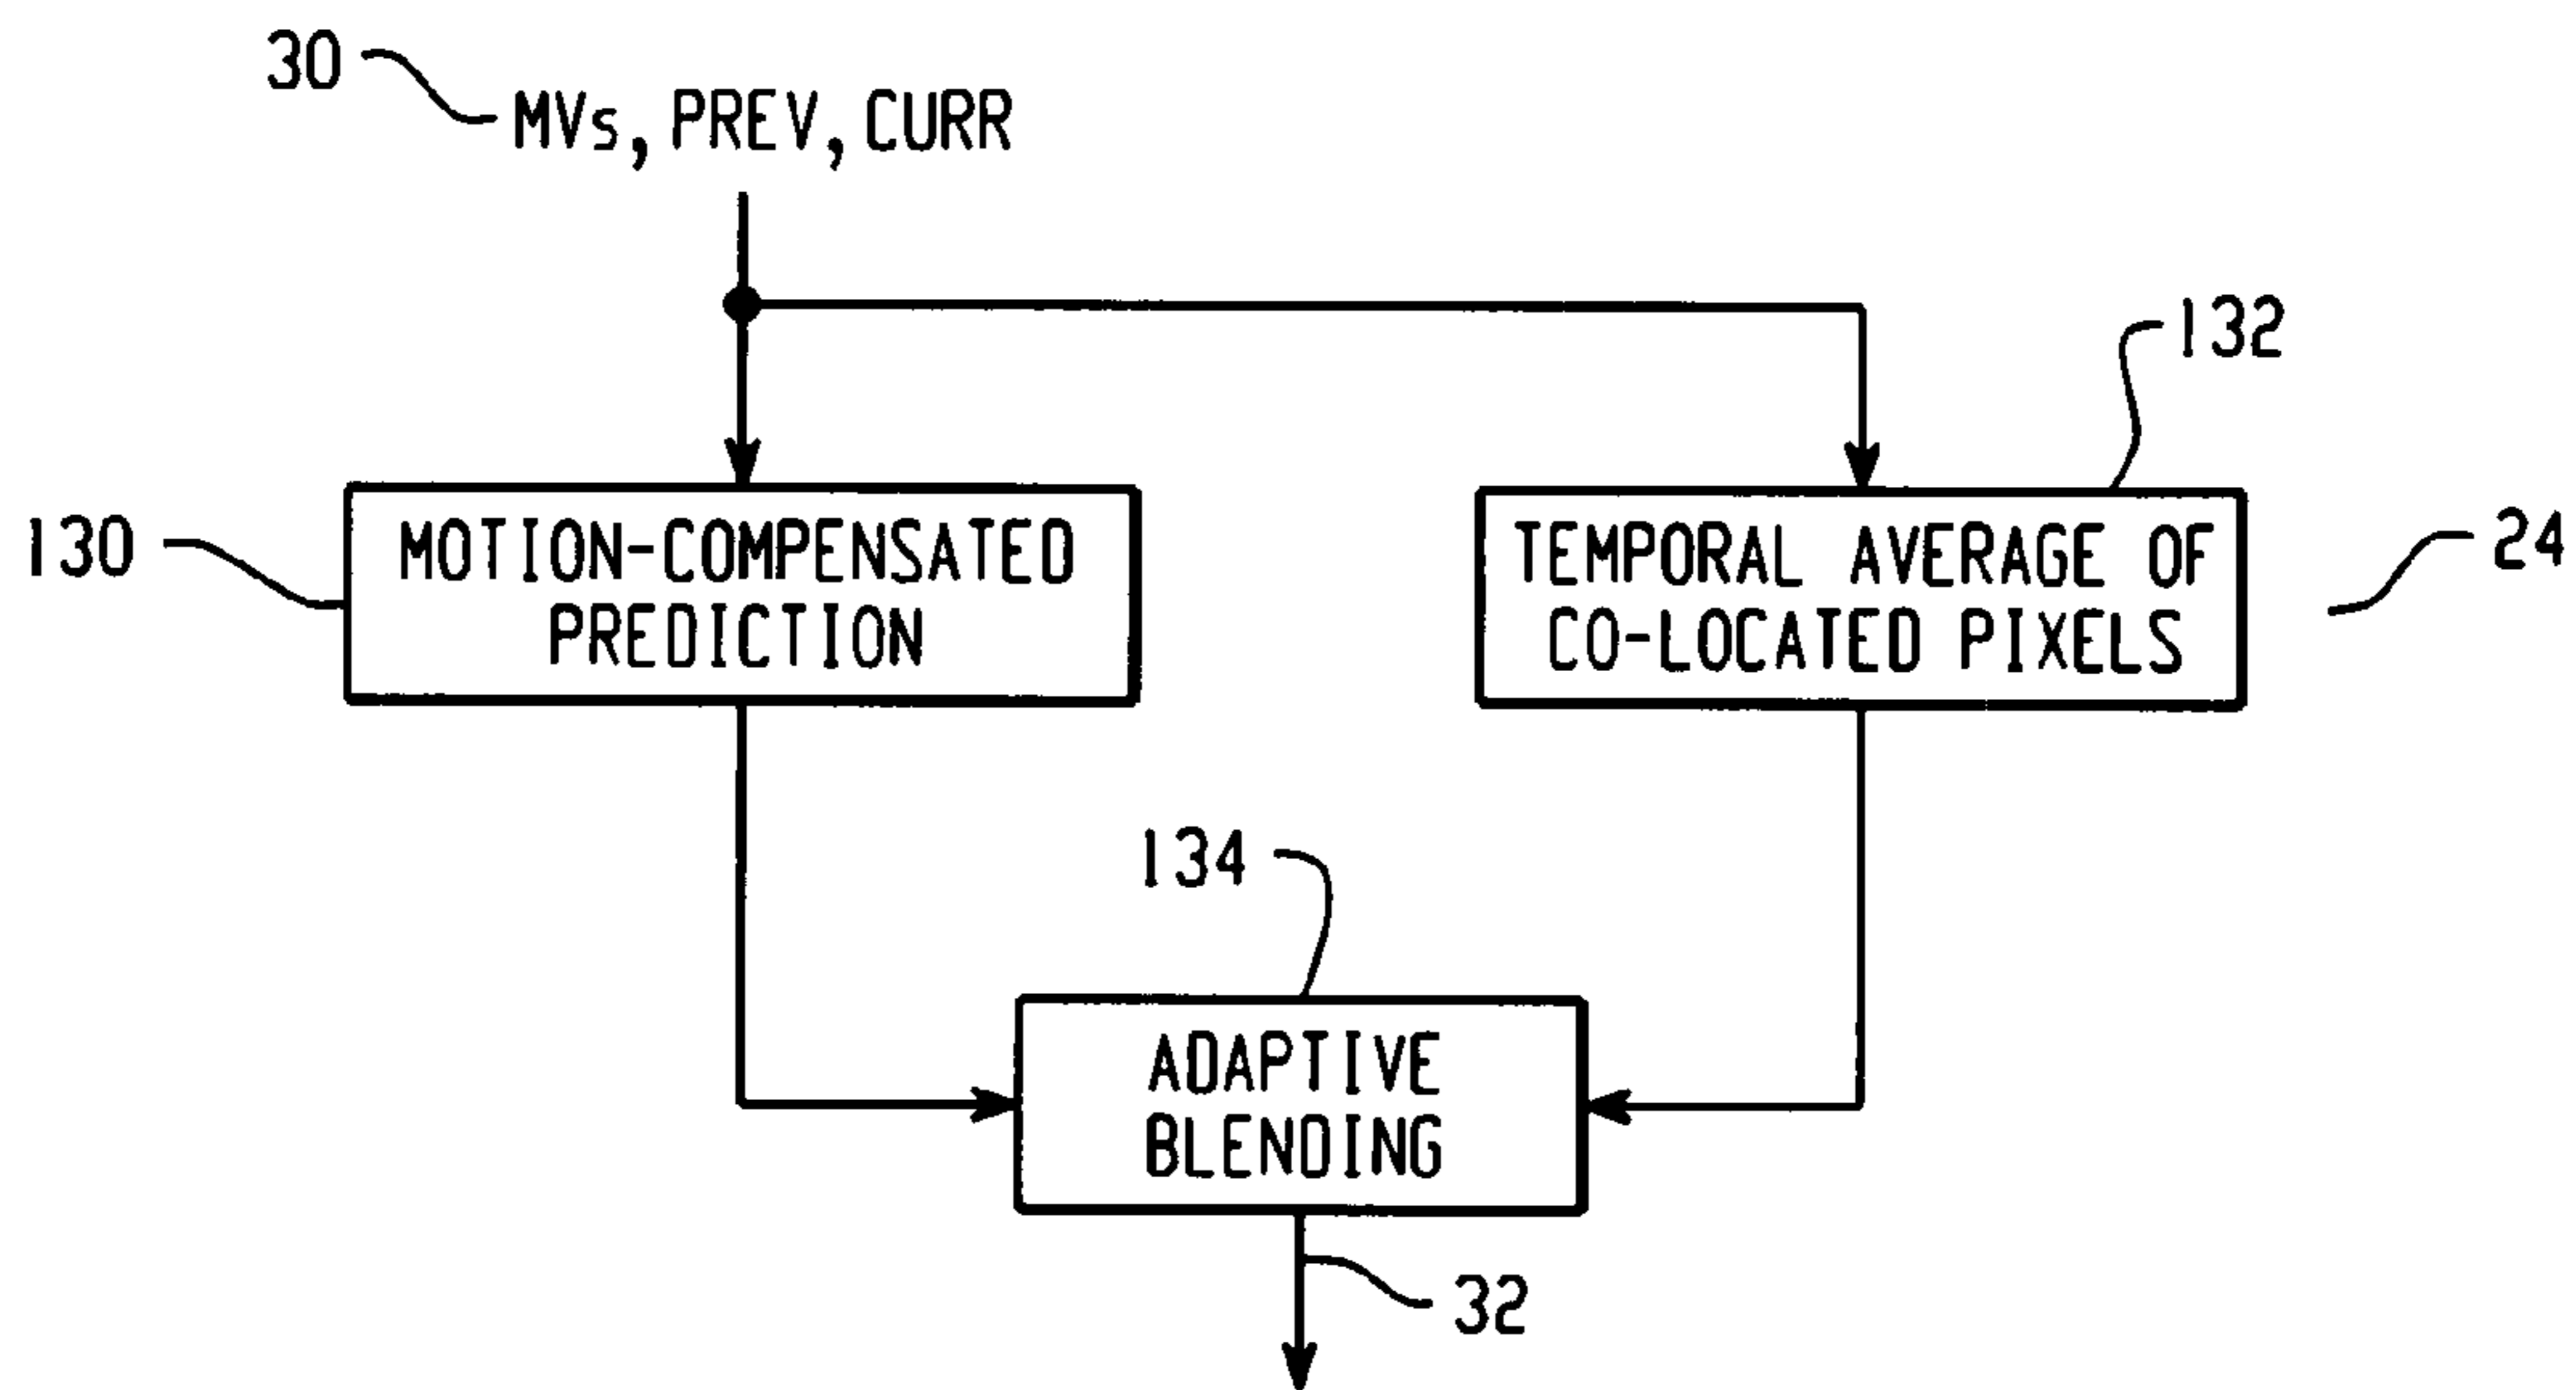 30
MVs, PREV, CURR
132
130
MOTION-COMPENSATED
PREDICTION
TEMPORAL AVERAGE OF
CO-LOCATED PIXELS
24
134
ADAPTIVE
BLENDING
32